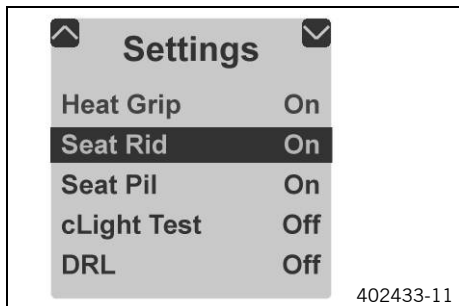 Settings
Heat Grip On
Seat Rid On
Seat Pil On
cLight Test Off
DRL Off
402433-11